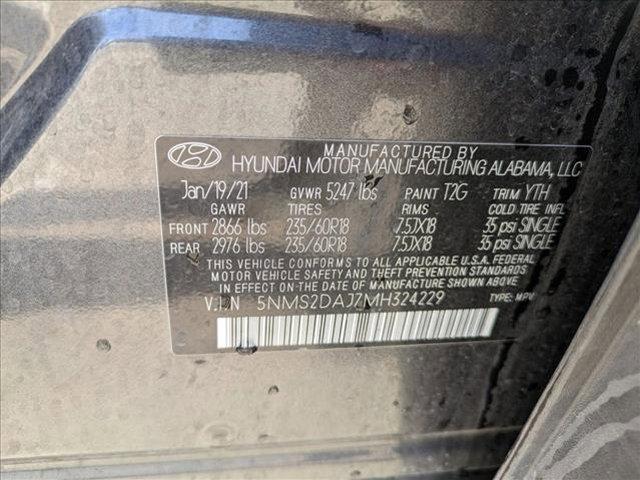 MANUFACTURED BY
HYUNDAI MOTOR MANUFACTURING ALABAMA, LLC
Jan/19/21 GVWR 5247 lbs PAINT T2G TRIM YTH
GAWR TIRES RIMS COLD TIRE INFL
FRONT 2866 lbs 235/60R18 7.5JX18 35 psi SINGLE
REAR 2976 lbs 235/60R18 7.5JX18 35 psi SINGLE
THIS VEHICLE CONFORMS TO ALL APPLICABLE U.S.A. FEDERAL
MOTOR VEHICLE SAFETY AND THEFT PREVENTION STANDARDS
IN EFFECT ON THE DATE OF MANUFACTURE SHOWN ABOVE.
V.I.N 5NMS2DAJ7MH324229 TYPE: MPV